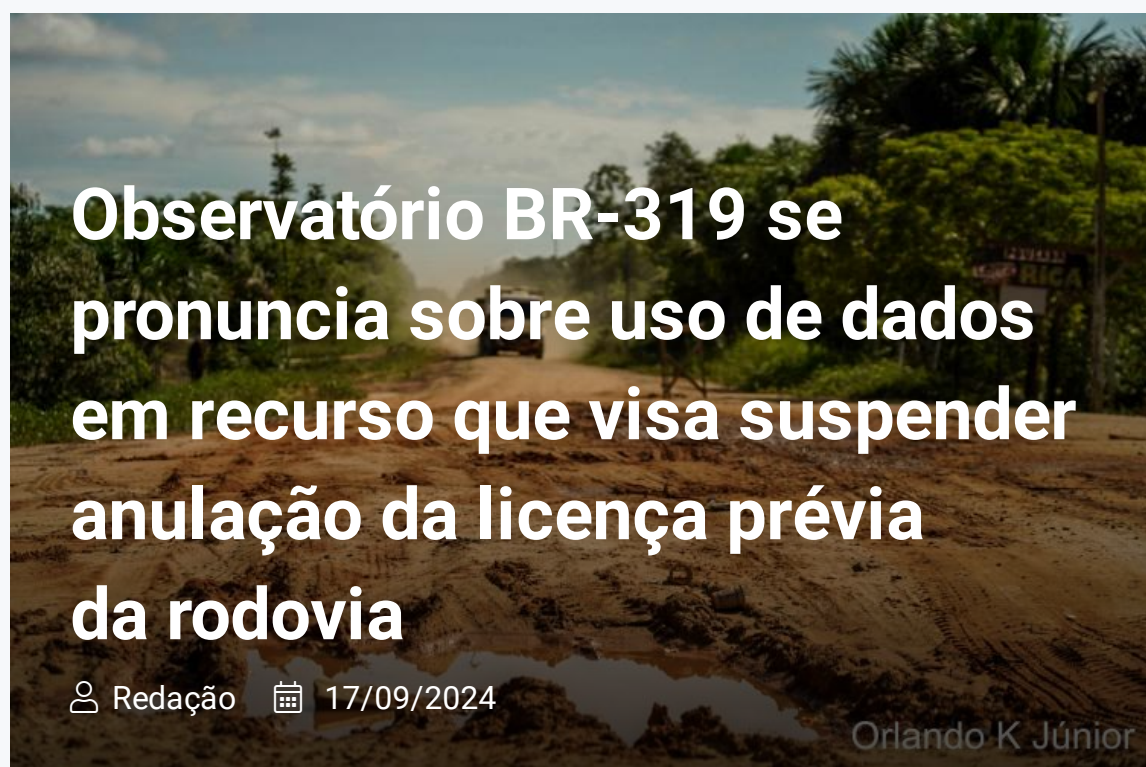 Observatório BR-319 se
pronuncia sobre uso de dados
em recurso que visa suspender
anulação da licença prévia
da rodovia
Redação 17/09/2024
Orlando K Júnior